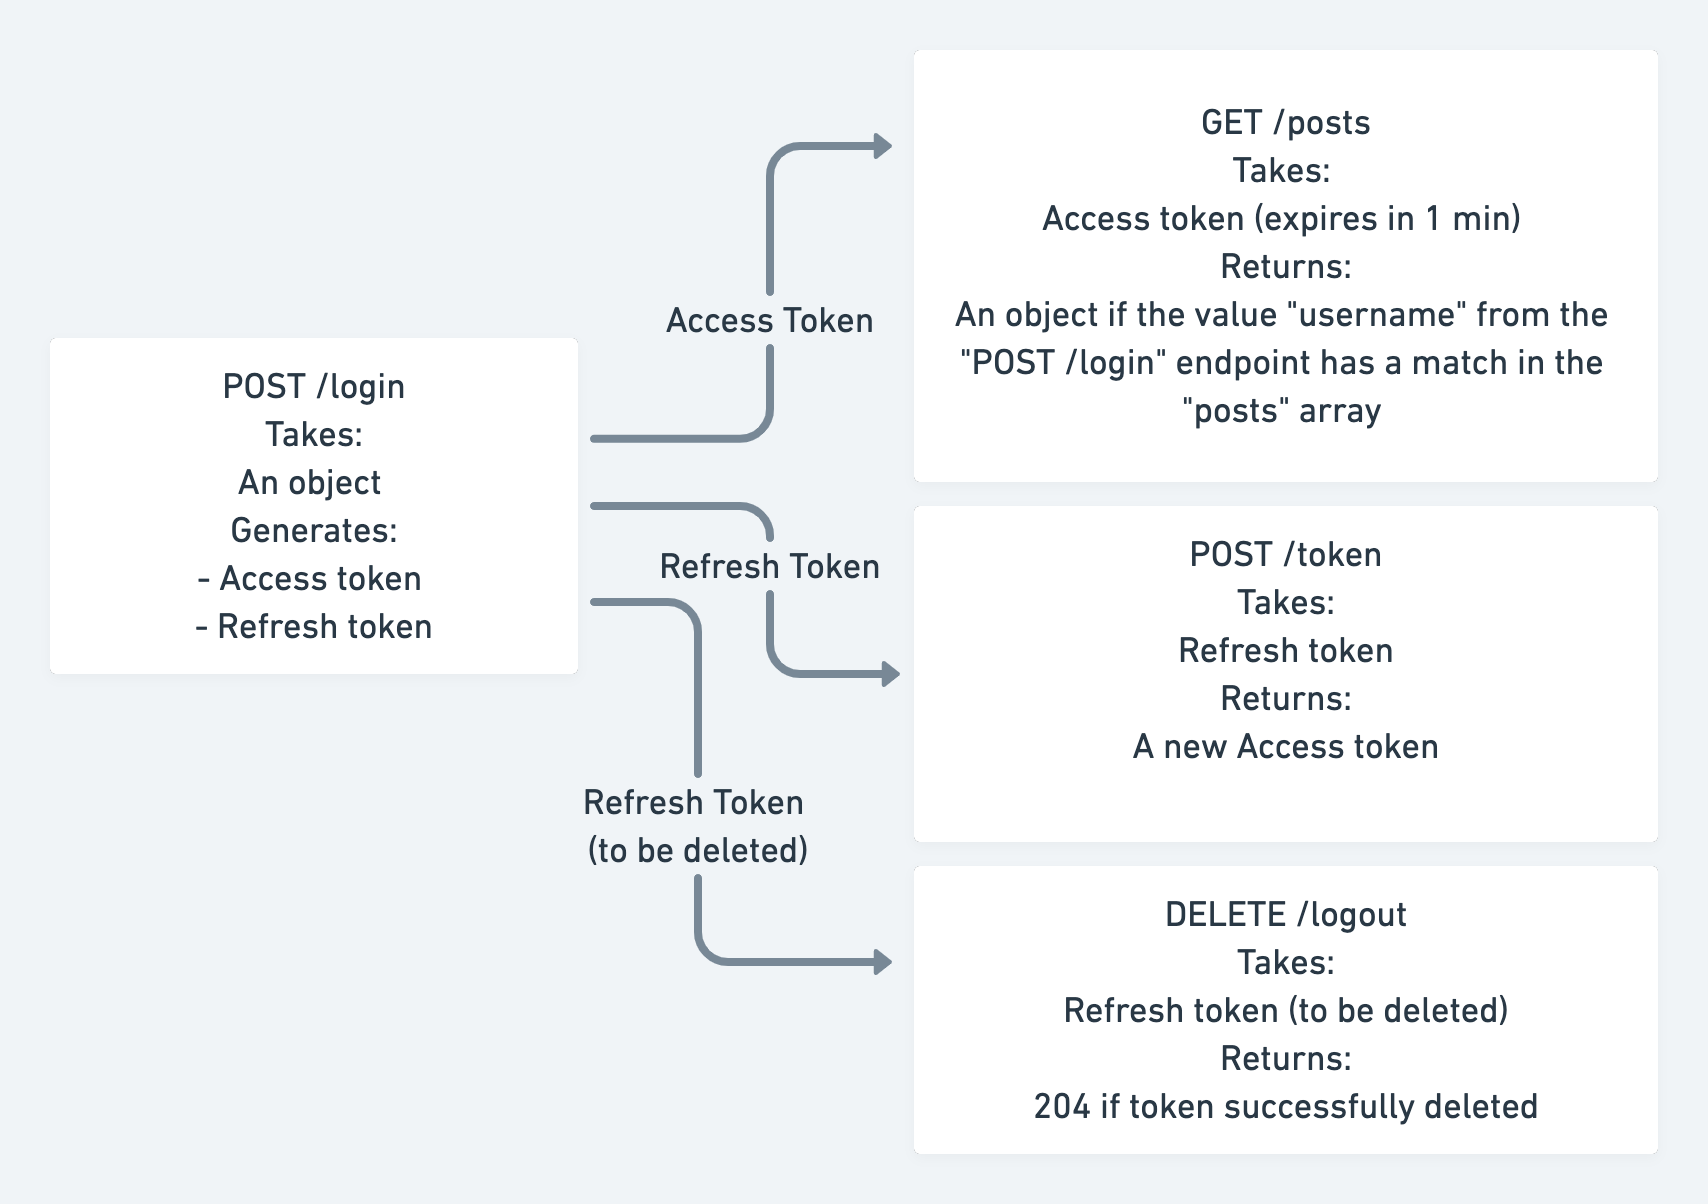 POST /login
Takes:
An object
Generates:
- Access token
- Refresh token
Access Token
Refresh Token
Refresh Token
(to be deleted)
GET /posts
Takes:
Access token (expires in 1 min)
Returns:
An object if the value "username" from the
"POST /login" endpoint has a match in the
"posts" array
POST /token
Takes:
Refresh token
Returns:
A new Access token
DELETE /logout
Takes:
Refresh token (to be deleted)
Returns:
204 if token successfully deleted